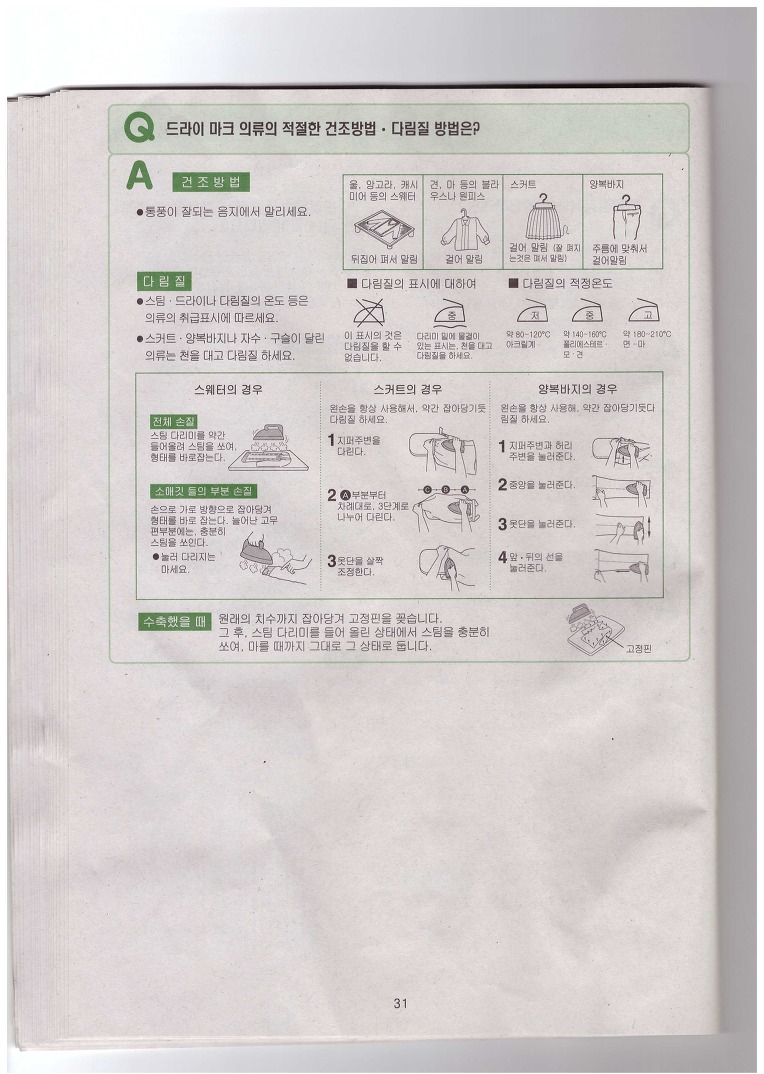 Q 드라이 마크 의류의 적절한 건조방법 · 다림질 방법은?
A 건조방법
●통풍이 잘되는 음지에서 말리세요.
울, 앙고라, 캐시
미어 등의 스웨터
뒤집어 펴서 말림
견, 마 등의 블라
우스나 원피스
걸어 말림
스커트
걸어 말림 (잘 펴지
는것은 펴서 말림)
양복바지
주름에 맞춰서
걸어말림
다림질
●스팀 · 드라이나 다림질의 온도 등은
의류의 취급표시에 따르세요.
●스커트 · 양복바지나 자수 · 구슬이 달린
의류는 천을 대고 다림질 하세요.
■ 다림질의 표시에 대하여
이 표시의 것은
다림질을 할 수
없습니다.
중
다리미 밑에 물결이
있는 표시는, 천을 대고
다림질을 하세요.
■ 다림질의 적정온도
저
약 80~120°C
아크릴계
중
약 140~160°C
폴리에스테르 ·
모 · 견
고
약 180~210°C
면 · 마
스웨터의 경우
전체 손질
스팀 다리미를 약간
들어올려 스팀을 쏘여,
형태를 바로잡는다.
소매깃 들의 부분 손질
손으로 가로 방향으로 잡아당겨
형태를 바로 잡는다. 늘어난 고무
편부분에는, 충분히
스팀을 쏘인다.
●눌러 다리지는
마세요.
스커트의 경우
왼손을 항상 사용해서, 약간 잡아당기듯
다림질 하세요.
1 지퍼주변을
다린다.
2 A부분부터
차례대로, 3단계로
나누어 다린다.
C B A
3 옷단을 살짝
조정한다.
양복바지의 경우
왼손을 항상 사용해, 약간 잡아당기듯다
림질 하세요.
1 지퍼주변과 허리
주변을 눌러준다.
2 중앙을 눌러준다.
3 옷단을 눌러준다.
4 앞 · 뒤의 선을
눌러준다.
수축했을 때
원래의 치수까지 잡아당겨 고정핀을 꽂습니다.
그 후, 스팀 다리미를 들어 올린 상태에서 스팀을 충분히
쏘여, 마를 때까지 그대로 그 상태로 둡니다.
고정핀
31